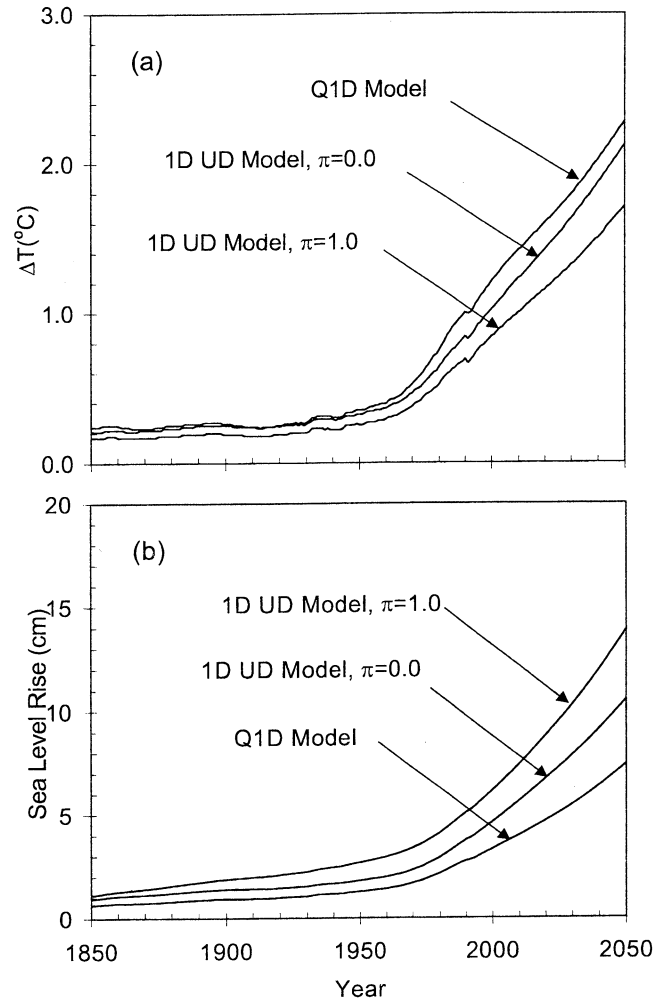 3.0
(a)
Q1D Model
2.0
1D UD Model, π=0.0
1D UD Model, π=1.0
ΔT(°C)
1.0
0.0
20
(b)
1D UD Model, π=1.0
15
1D UD Model, π=0.0
10
Q1D Model
Sea Level Rise (cm)
5
0
1850 1900 1950 2000 2050
Year